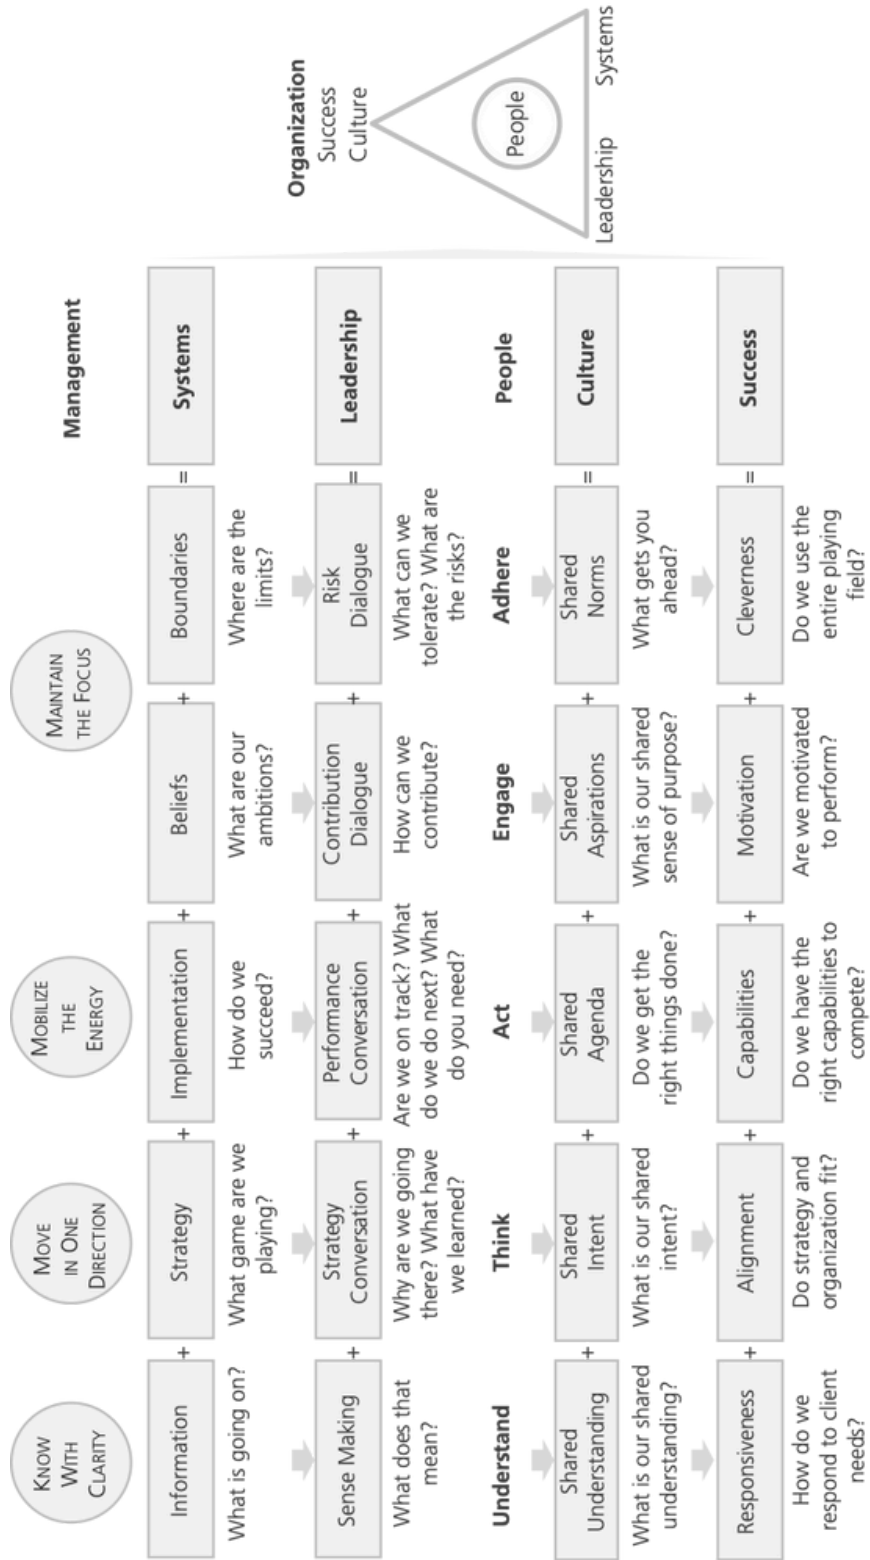 KNOW
WITH
CLARITY
MOVE
IN ONE
DIRECTION
MOBILIZE
THE
ENERGY
MAINTAIN
THE FOCUS
Management
Information
+
Strategy
+
Implementation
+
Beliefs
+
Boundaries
=
Systems
What is going on?
What game are we
playing?
How do we
succeed?
What are our
ambitions?
Where are the
limits?
Sense Making
+
Strategy
Conversation
+
Performance
Conversation
+
Contribution
Dialogue
+
Risk
Dialogue
=
Leadership
What does that
mean?
Why are we going
there? What have
we learned?
Are we on track? What
do we do next? What
do you need?
How can we
contribute?
What can we
tolerate? What are
the risks?
Understand
Think
Act
Engage
Adhere
People
Shared
Understanding
+
Shared
Intent
+
Shared
Agenda
+
Shared
Aspirations
+
Shared
Norms
=
Culture
What is our shared
understanding?
What is our shared
intent?
Do we get the
right things done?
What is our shared
sense of purpose?
What gets you
ahead?
Responsiveness
+
Alignment
+
Capabilities
+
Motivation
+
Cleverness
=
Success
How do we
respond to client
needs?
Do strategy and
organization fit?
Do we have the
right capabilities to
compete?
Are we motivated
to perform?
Do we use the
entire playing
field?
Organization
Success
Culture
People
Leadership
Systems